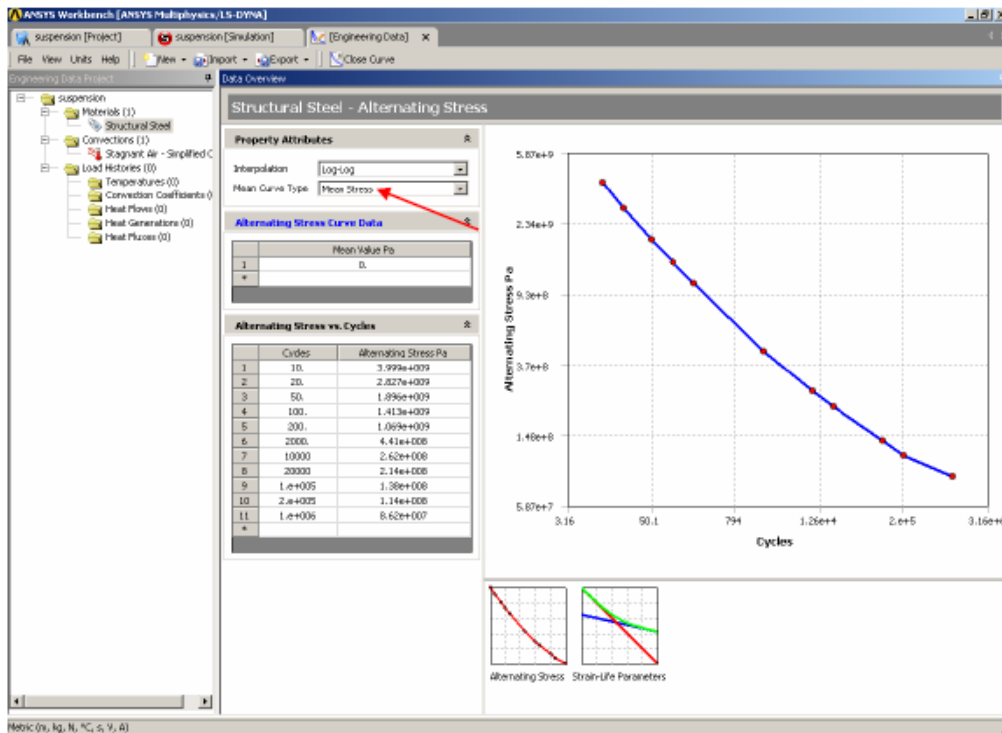 ANSYS Workbench [ANSYS Multiphysics/LS-DYNA]
suspension [Project] suspension [Simulation] [Engineering Data] ×
File View Units Help New Import Export Close Curve
Engineering Data Project
Data Overview
suspension
Materials (1)
Structural Steel
Convections (1)
Stagnant Air - Simplified C
Load Histories (0)
Temperatures (0)
Convection Coefficients (
Heat Flows (0)
Heat Generations (0)
Heat Fluxes (0)
Structural Steel - Alternating Stress
Property Attributes
Interpolation Log-Log
Mean Curve Type Mean Stress
Alternating Stress Curve Data
Mean Value Pa
1 0.
*
Alternating Stress vs. Cycles
Cycles Alternating Stress Pa
1 10. 3.999e+009
2 20. 2.827e+009
3 50. 1.896e+009
4 100. 1.413e+009
5 200. 1.069e+009
6 2000. 4.41e+008
7 10000 2.62e+008
8 20000 2.14e+008
9 1.e+005 1.38e+008
10 2.e+005 1.14e+008
11 1.e+006 8.62e+007
*
5.87e+9
2.34e+9
9.3e+8
3.7e+8
1.48e+8
5.87e+7
Alternating Stress Pa
3.16 50.1 794 1.26e+4 2.e+5 3.16e+6
Cycles
Alternating Stress Strain-Life Parameters
Metric (m, kg, N, °C, s, V, A)